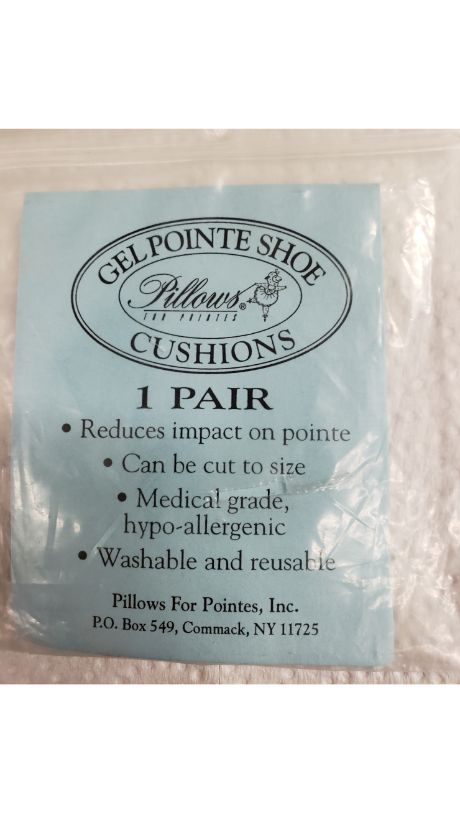 GEL POINTE SHOE
Pillows®
FOR POINTES
CUSHIONS
1 PAIR
• Reduces impact on pointe
• Can be cut to size
• Medical grade,
hypo-allergenic
• Washable and reusable
Pillows For Pointes, Inc.
P.O. Box 549, Commack, NY 11725